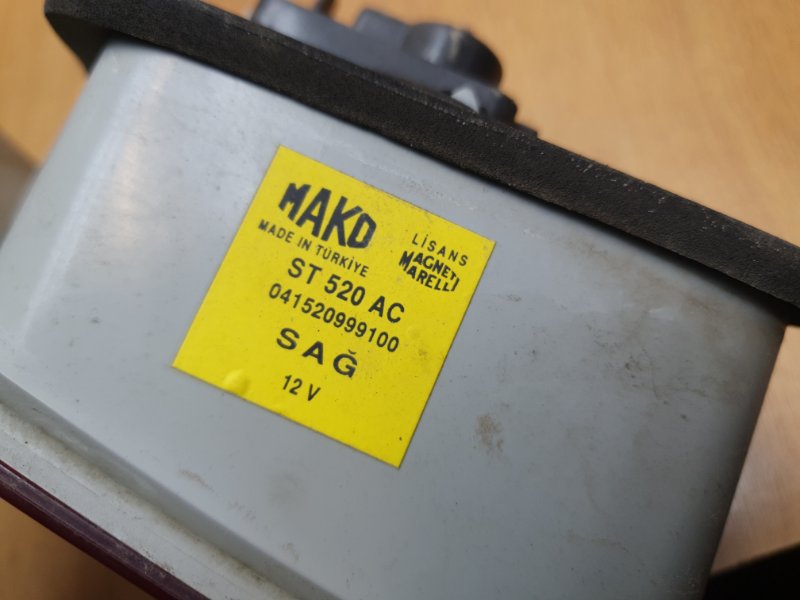 MAKO
MADE IN TÜRKİYE
LİSANS
MAGNETI
MARELLI
ST 520 AC
041520999100
SAĞ
12 V